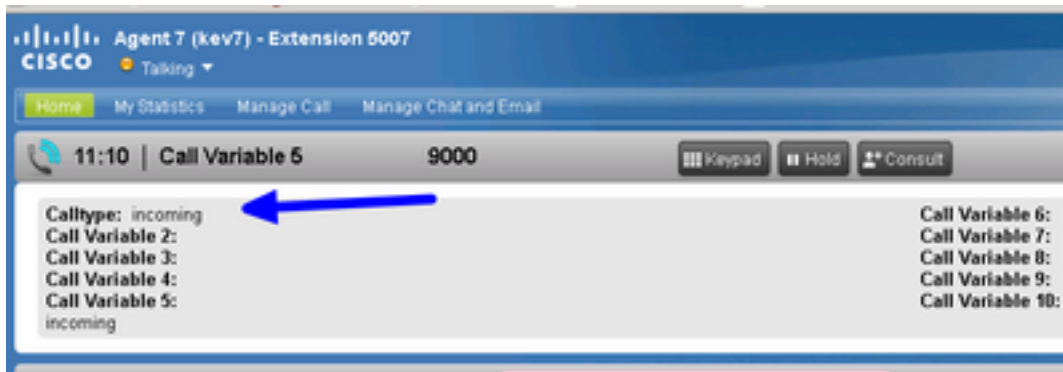 Agent 7 (kev7) - Extension 5007
CISCO
Talking
Home My Statistics Manage Call Manage Chat and Email
11:10 | Call Variable 5 9000 Keypad Hold Consult
Calltype: incoming
Call Variable 2:
Call Variable 3:
Call Variable 4:
Call Variable 5:
incoming
Call Variable 6:
Call Variable 7:
Call Variable 8:
Call Variable 9:
Call Variable 10: